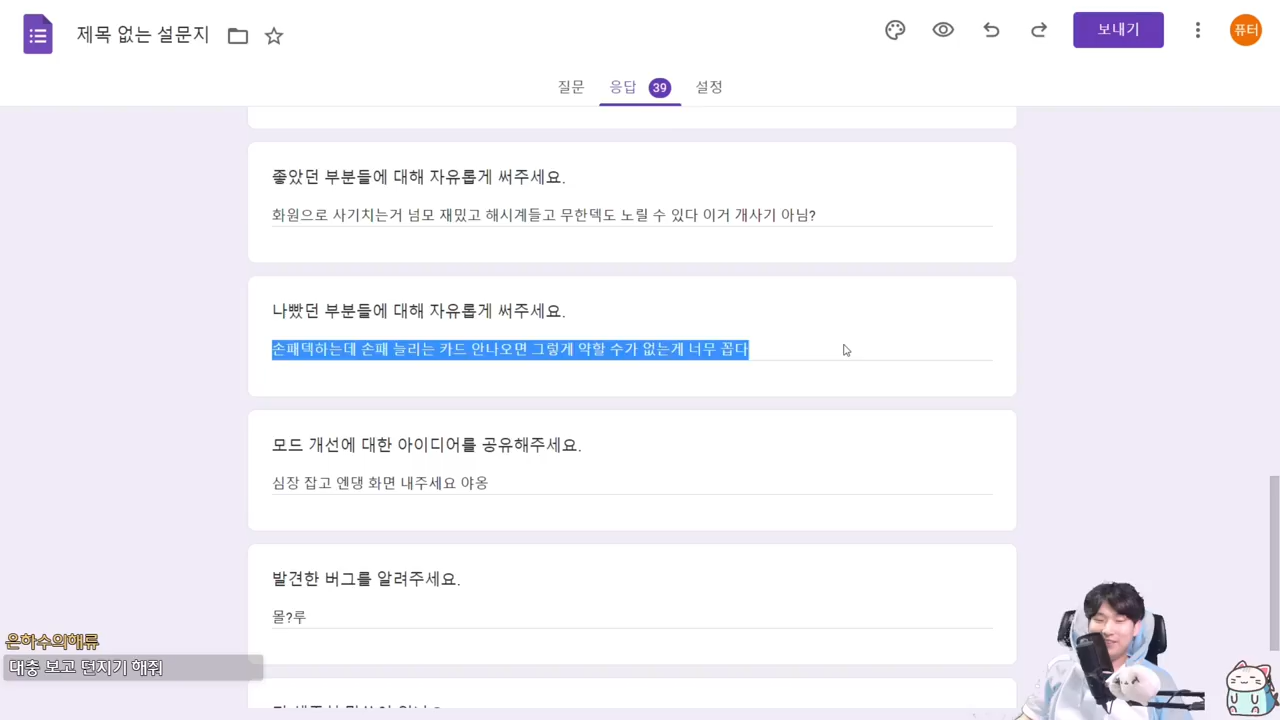 제목 없는 설문지
보내기
퓨터
질문
응답 39
설정
좋았던 부분들에 대해 자유롭게 써주세요.
화원으로 사기치는거 넘모 재밌고 해시계들고 무한덱도 노릴 수 있다 이거 개사기 아님?
나빴던 부분들에 대해 자유롭게 써주세요.
손패덱하는데 손패 늘리는 카드 안나오면 그렇게 약할 수가 없는게 너무 꼽다
모드 개선에 대한 아이디어를 공유해주세요.
심장 잡고 엔댕 화면 내주세요 야옹
발견한 버그를 알려주세요.
몰?루
은하수의해류
대충 보고 던지기 해줘